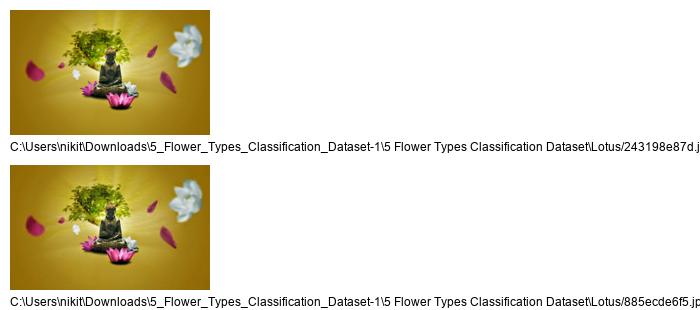 C:\Users\nikit\Downloads\5_Flower_Types_Classification_Dataset-1\5 Flower Types Classification Dataset\Lotus/243198e87d.j
C:\Users\nikit\Downloads\5_Flower_Types_Classification_Dataset-1\5 Flower Types Classification Dataset\Lotus/885ecde6f5.jp